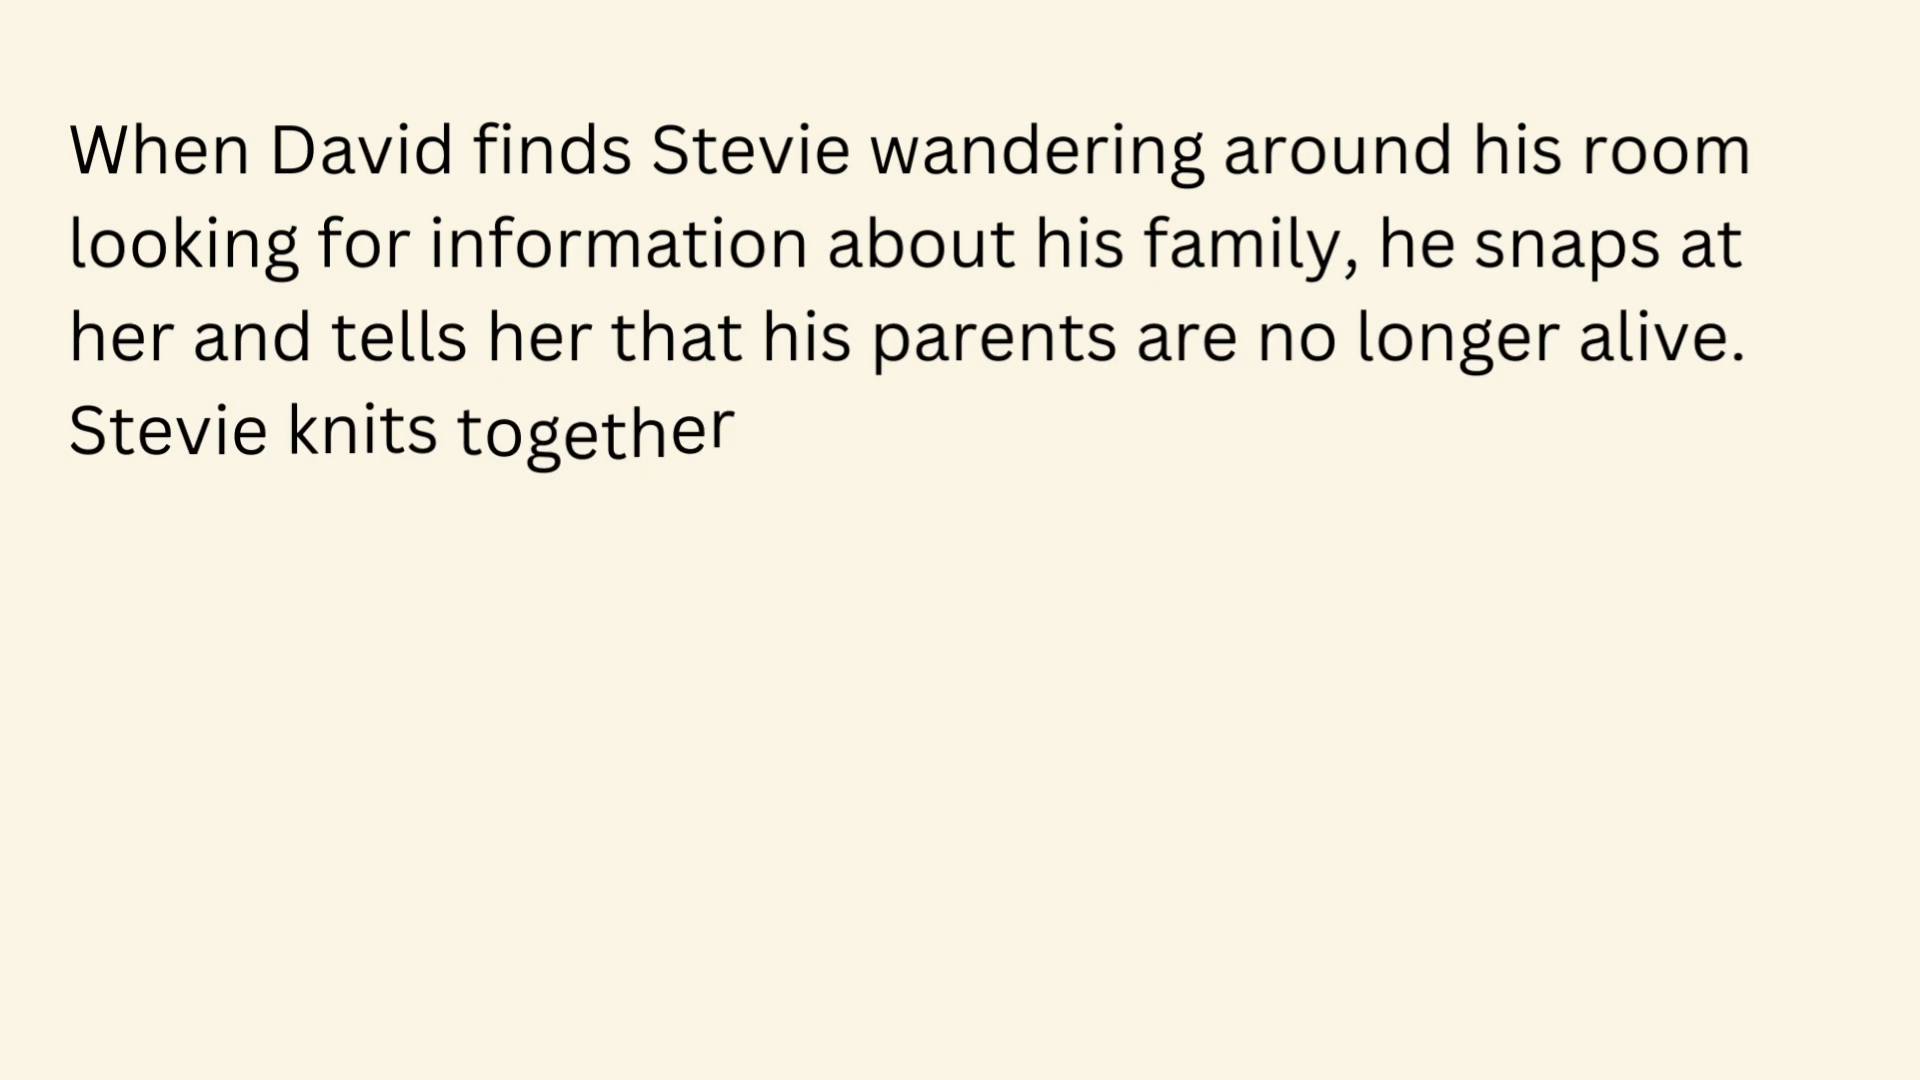 When David finds Stevie wandering around his room
looking for information about his family, he snaps at
her and tells her that his parents are no longer alive.
Stevie knits together